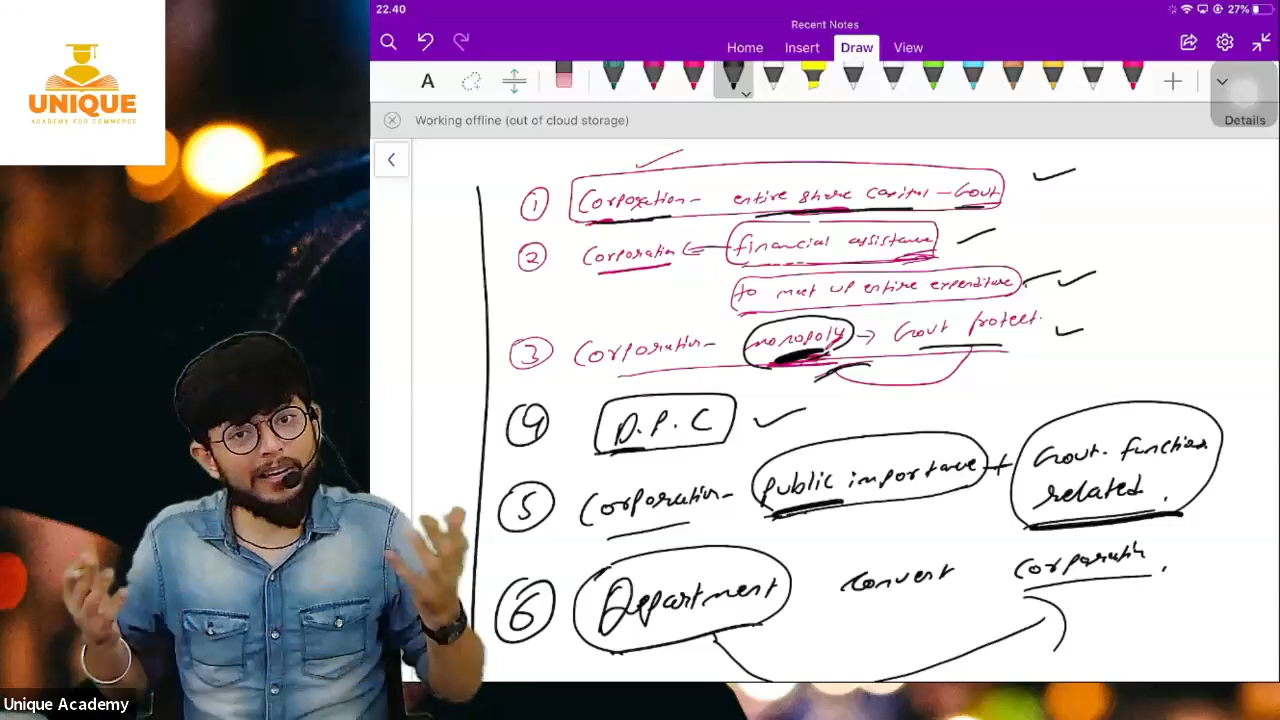 22.40
27%
Recent Notes
Home Insert Draw View
A
Details
Working offline (out of cloud storage)
UNIQUE
ACADEMY FOR COMMERCE
① Corporation - entire share capital - Govt
② Corporation financial assistance
to meet up entire expenditure
③ Corporation - monopoly → Govt protect.
④ D.P.C
⑤ Corporation - public importance + Govt. function related.
⑥ Department convert corporatin.
Unique Academy